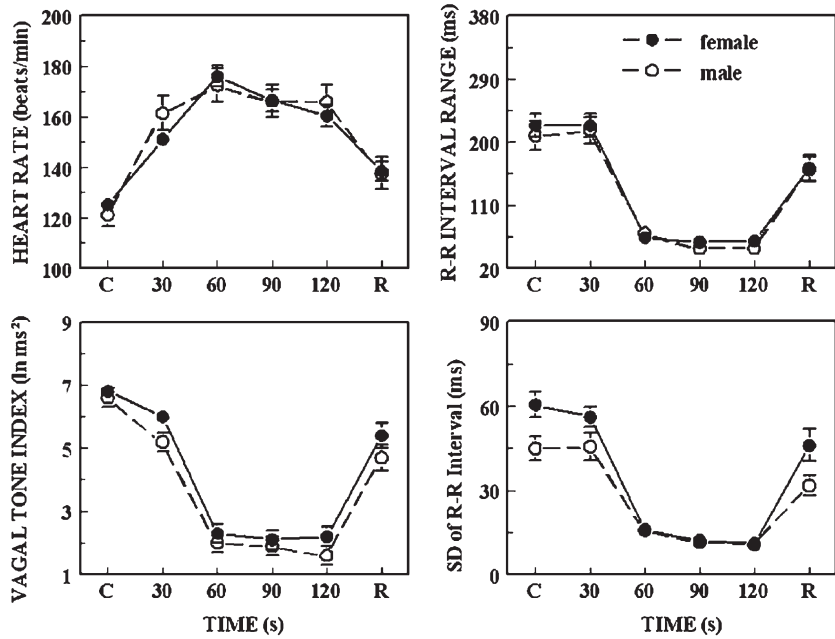 HEART RATE (beats/min)
200
180
160
140
120
100
C 30 60 90 120 R
R-R INTERVAL RANGE (ms)
380
290
200
110
20
female
male
C 30 60 90 120 R
VAGAL TONE INDEX (ln ms²)
9
7
5
3
1
C 30 60 90 120 R
TIME (s)
SD of R-R Interval (ms)
90
60
30
0
C 30 60 90 120 R
TIME (s)